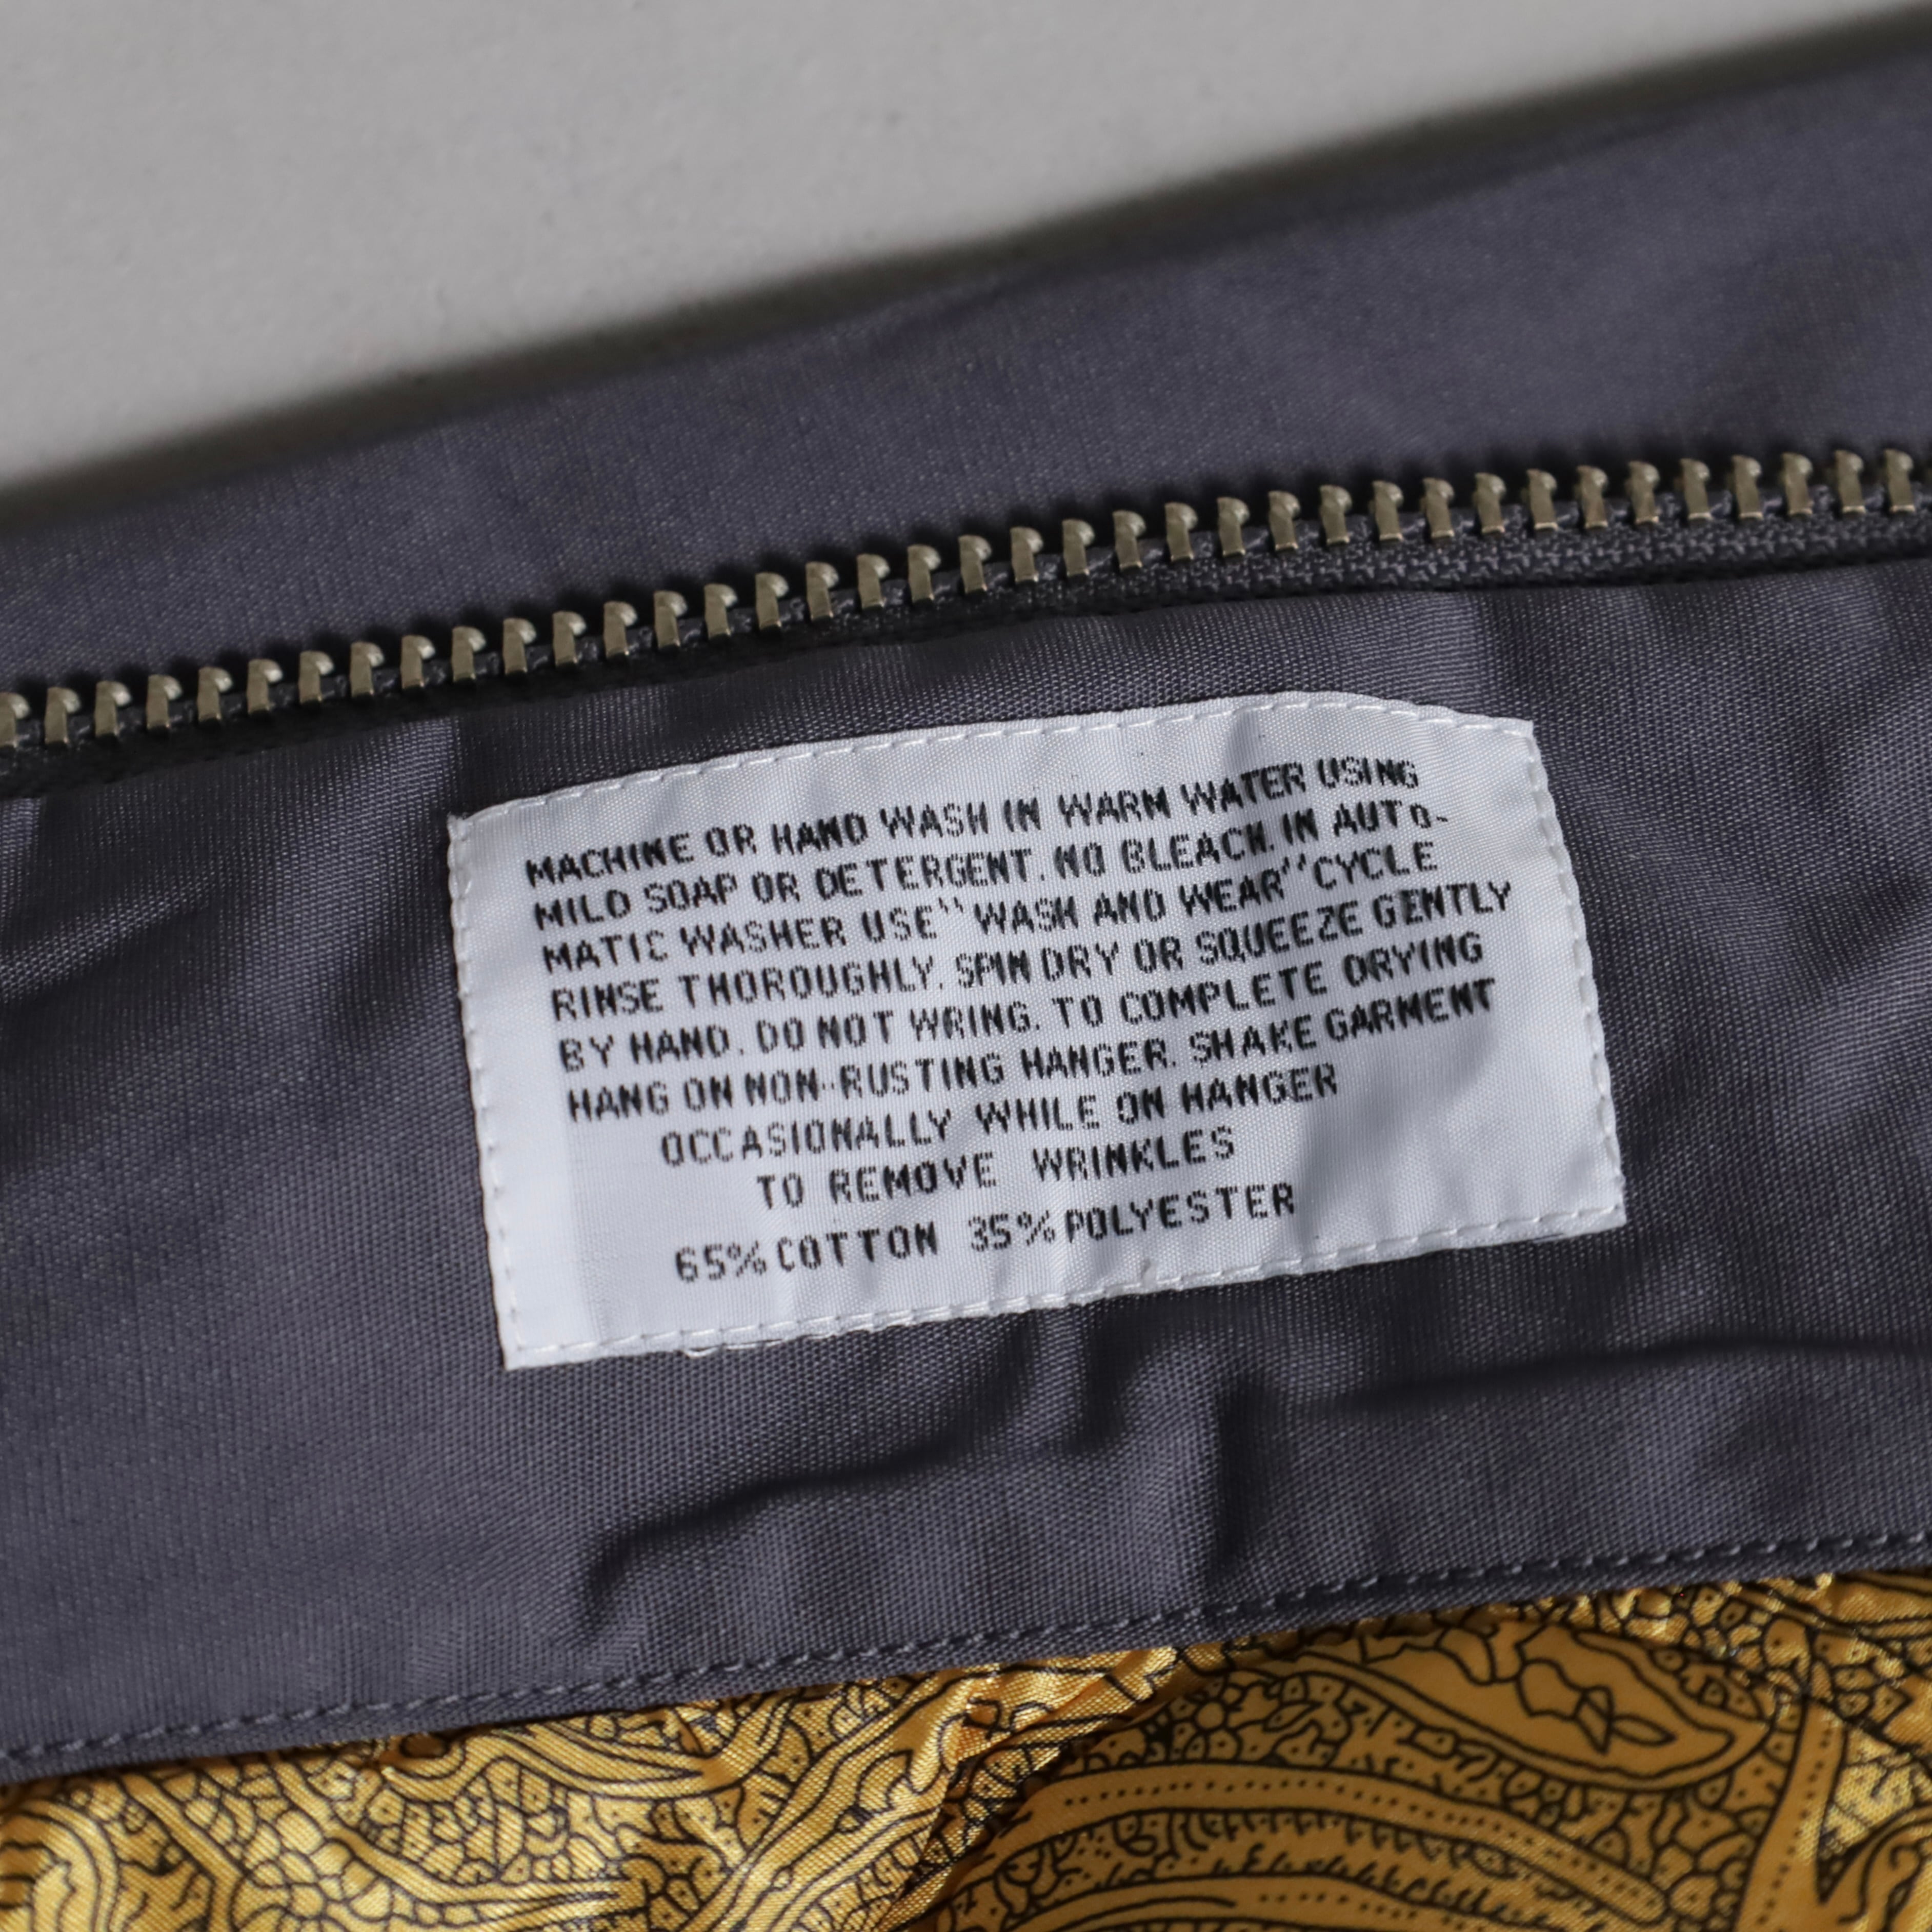 MACHINE OR HAND WASH IN WARM WATER USING
MILD SOAP OR DETERGENT. NO BLEACH. IN AUTO-
MATIC WASHER USE "WASH AND WEAR" CYCLE
RINSE THOROUGHLY. SPIN DRY OR SQUEEZE GENTLY
BY HAND. DO NOT WRING. TO COMPLETE DRYING
HANG ON NON-RUSTING HANGER. SHAKE GARMENT
OCCASIONALLY WHILE ON HANGER
TO REMOVE WRINKLES
65% COTTON 35% POLYESTER